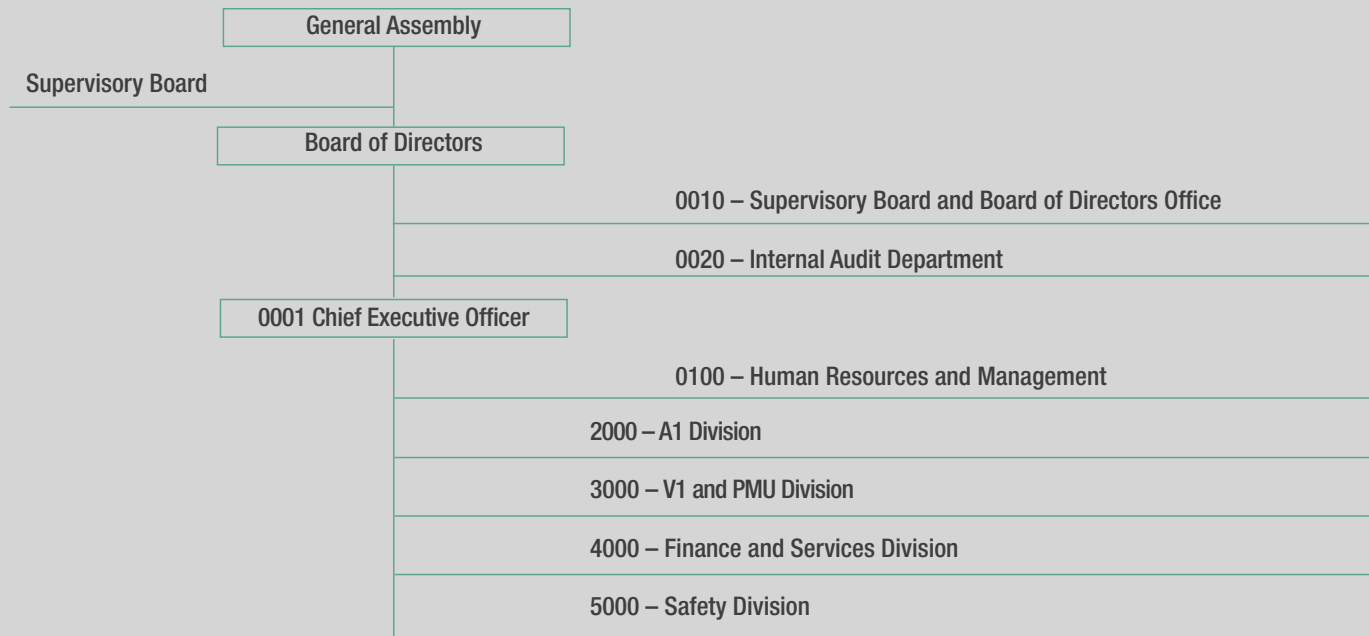 General Assembly
Supervisory Board
Board of Directors
0010 – Supervisory Board and Board of Directors Office
0020 – Internal Audit Department
0001 Chief Executive Officer
0100 – Human Resources and Management
2000 – A1 Division
3000 – V1 and PMU Division
4000 – Finance and Services Division
5000 – Safety Division